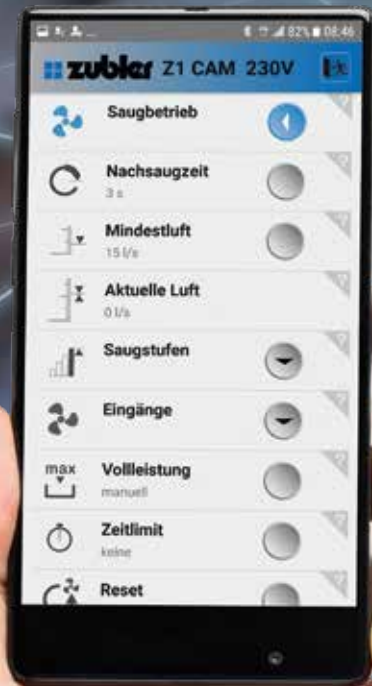 82% 08:46
zubler Z1 CAM 230V
Saugbetrieb
Nachsaugzeit
3 s
Mindestluft
15 l/s
Aktuelle Luft
0 l/s
Saugstufen
Eingänge
max
Vollleistung
manuell
Zeitlimit
keine
Reset